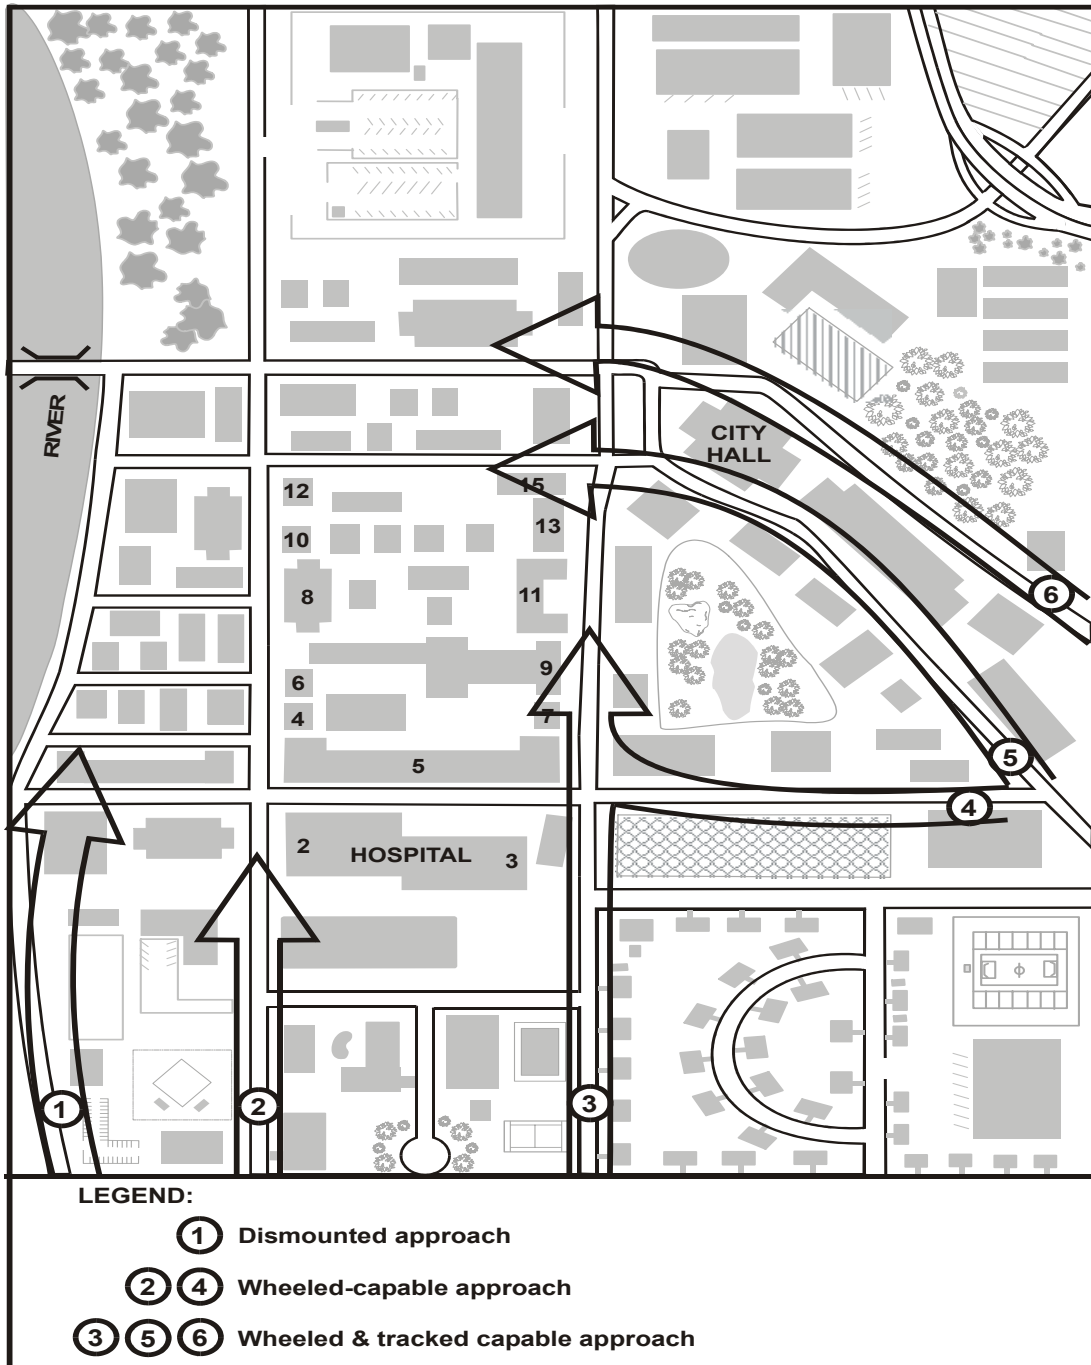 RIVER
CITY
HALL
12
15
10
13
8
11
6
9
4
7
5
6
5
4
2
HOSPITAL
3
1
2
3
LEGEND:
1 Dismounted approach
2 4 Wheeled-capable approach
3 5 6 Wheeled & tracked capable approach